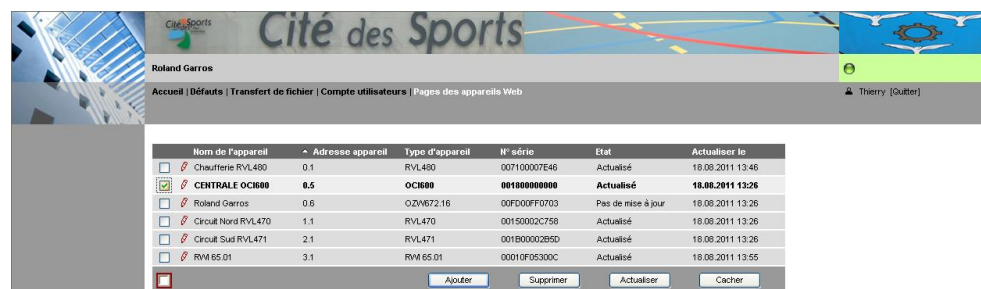 Cité Sports
Cité des Sports
Roland Garros
Accueil | Défauts | Transfert de fichier | Compte utilisateurs | Pages des appareils Web
Thierry [Quitter]
Nom de l'appareil Adresse appareil Type d'appareil N° série Etat Actualiser le
Chaufferie RVL480 0.1 RVL480 007100007E46 Actualisé 18.08.2011 13:46
CENTRALE OCI600 0.5 OCI600 001800000000 Actualisé 18.08.2011 13:26
Roland Garros 0.6 OZW672.16 00FD00FF0703 Pas de mise à jour 18.08.2011 13:26
Circuit Nord RVL470 1.1 RVL470 00150002C758 Actualisé 18.08.2011 13:26
Circuit Sud RVL471 2.1 RVL471 001B00002B5D Actualisé 18.08.2011 13:26
RWI 65.01 3.1 RWI 65.01 00010F05300C Actualisé 18.08.2011 13:55
Ajouter Supprimer Actualiser Cacher